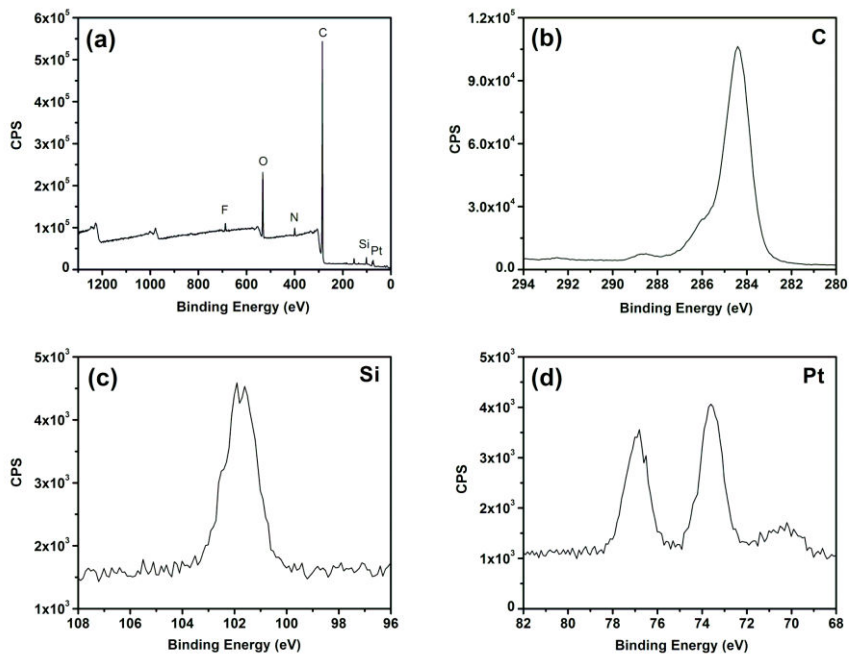 (a)
C
O
F
N
Si
Pt
6x10⁵
5x10⁵
4x10⁵
3x10⁵
2x10⁵
1x10⁵
0
CPS
1200 1000 800 600 400 200 0
Binding Energy (eV)
(b)
C
1.2x10⁵
9.0x10⁴
6.0x10⁴
3.0x10⁴
0.0
CPS
294 292 290 288 286 284 282 280
Binding Energy (eV)
(c)
Si
5x10³
4x10³
3x10³
2x10³
1x10³
CPS
108 106 104 102 100 98 96
Binding Energy (eV)
(d)
Pt
5x10³
4x10³
3x10³
2x10³
1x10³
0
CPS
82 80 78 76 74 72 70 68
Binding Energy (eV)